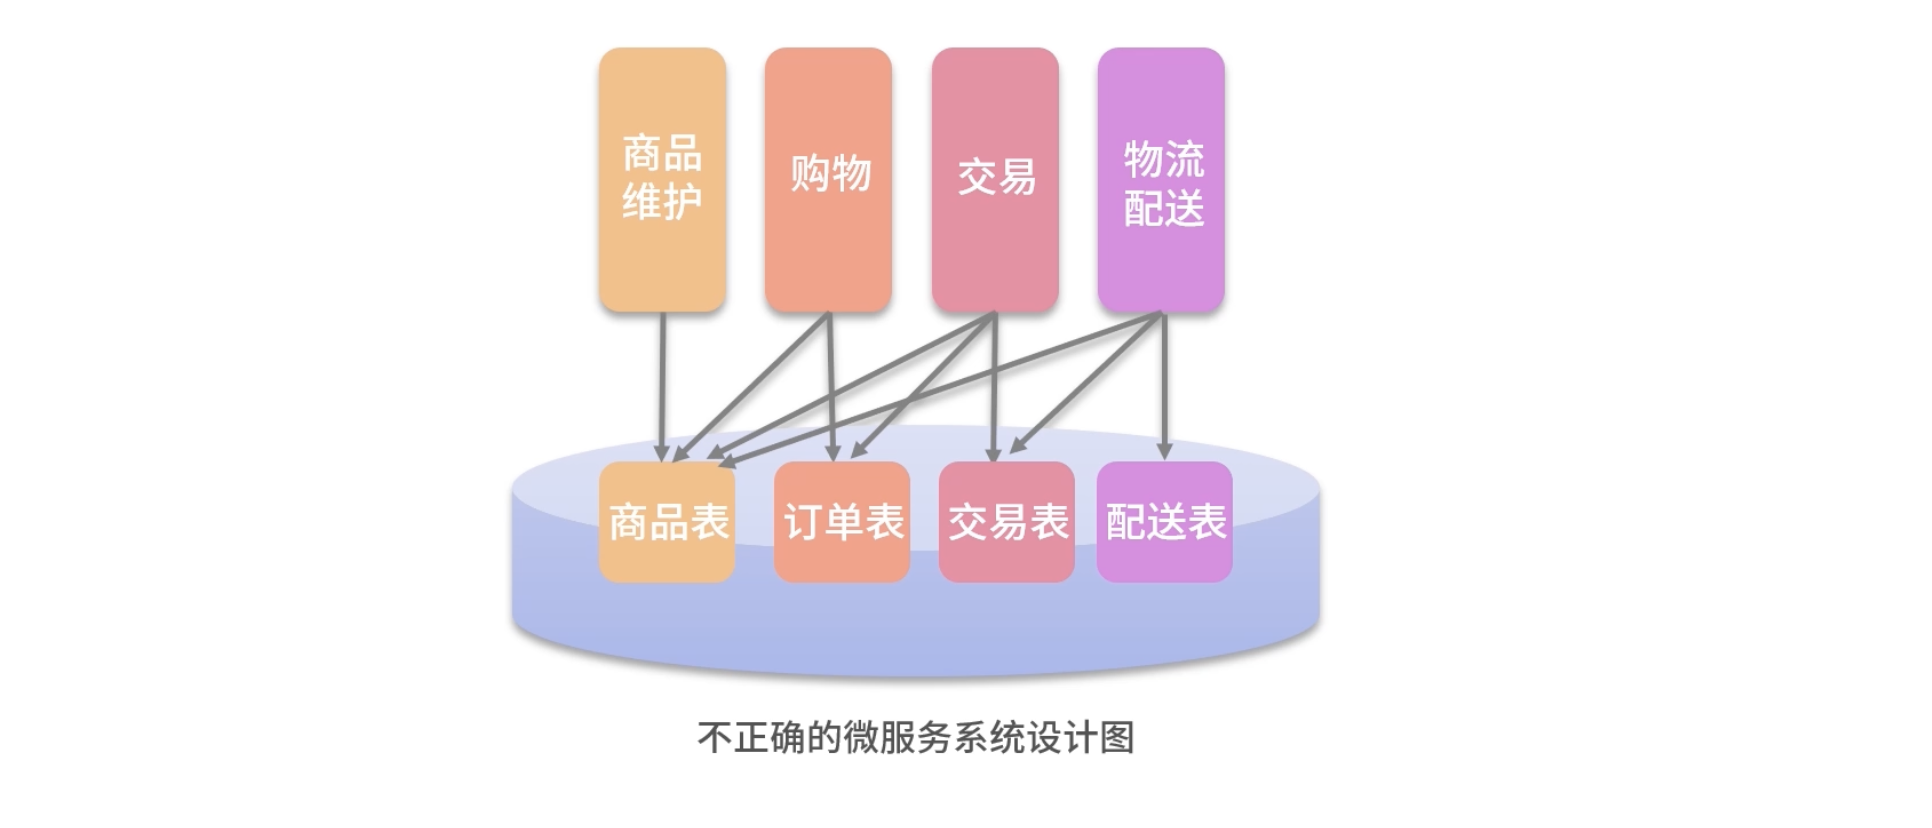 商品
维护
购物
交易
物流
配送
商品表
订单表
交易表
配送表
不正确的微服务系统设计图